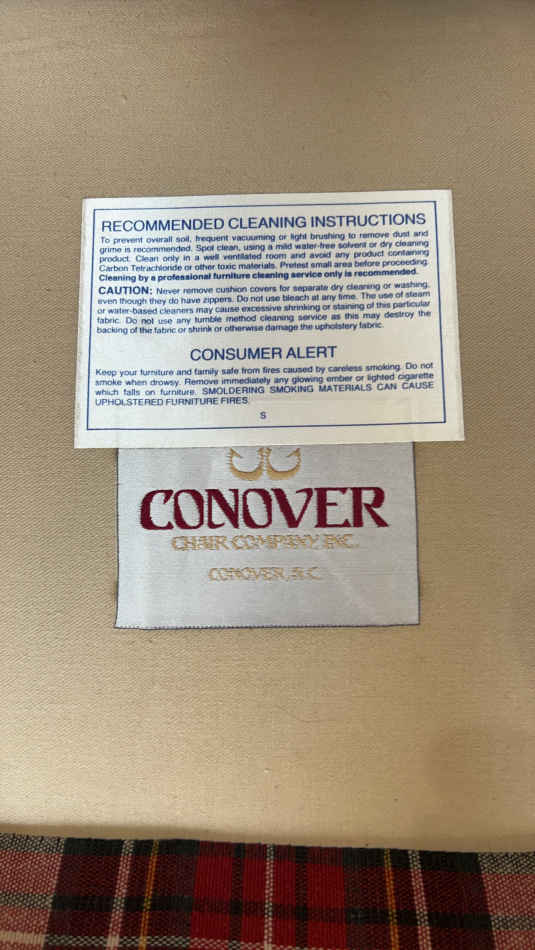 RECOMMENDED CLEANING INSTRUCTIONS
To prevent overall soil, frequent vacuuming or light brushing to remove dust and
grime is recommended. Spot clean, using a mild water-free solvent or dry cleaning
product. Clean only in a well ventilated room and avoid any product containing
Carbon Tetrachloride or other toxic materials. Pretest small area before proceeding.
Cleaning by a professional furniture cleaning service only is recommended.
CAUTION: Never remove cushion covers for separate dry cleaning or washing,
even though they do have zippers. Do not use bleach at any time. The use of steam
or water-based cleaners may cause excessive shrinking or staining of this particular
fabric. Do not use any tumble method cleaning service as this may destroy the
backing of the fabric or shrink or otherwise damage the upholstery fabric.
CONSUMER ALERT
Keep your furniture and family safe from fires caused by careless smoking. Do not
smoke when drowsy. Remove immediately any glowing ember or lighted cigarette
which falls on furniture. SMOLDERING SMOKING MATERIALS CAN CAUSE
UPHOLSTERED FURNITURE FIRES.
S
CONOVER
CHAIR COMPANY, INC.
CONOVER, N.C.